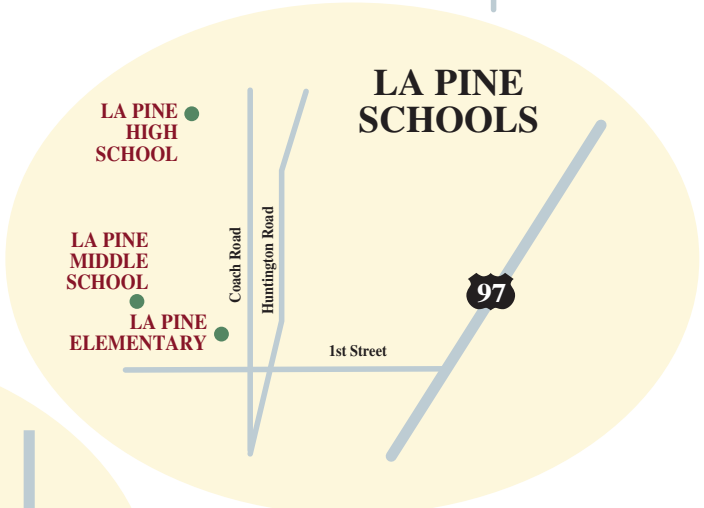 LA PINE
SCHOOLS
LA PINE
HIGH
SCHOOL
LA PINE
MIDDLE
SCHOOL
LA PINE
ELEMENTARY
Coach Road
Huntington Road
97
1st Street